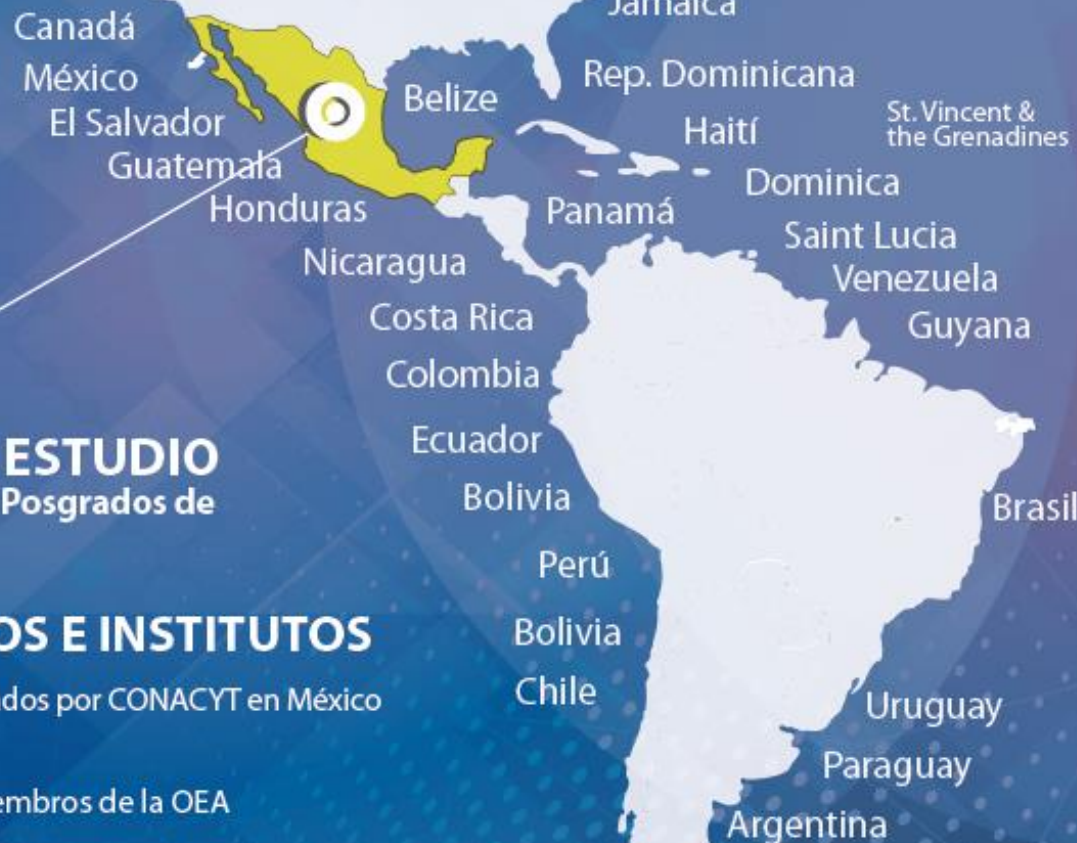 Jamaica
Canadá
México
El Salvador
Guatemala
Honduras
Nicaragua
Costa Rica
Colombia
Ecuador
Bolivia
Perú
Bolivia
Chile
Belize
Rep. Dominicana
Haití
St. Vincent &
the Grenadines
Dominica
Panamá
Saint Lucia
Venezuela
Guyana
Brasil
Uruguay
Paraguay
Argentina
ESTUDIO
Posgrados de
OS E INSTITUTOS
ados por CONACYT en México
embros de la OEA